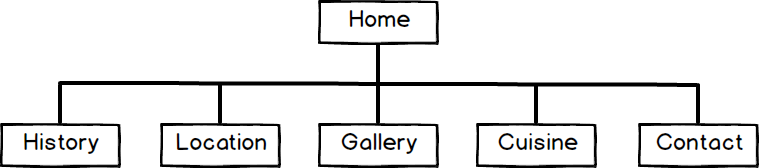 Home
History
Location
Gallery
Cuisine
Contact